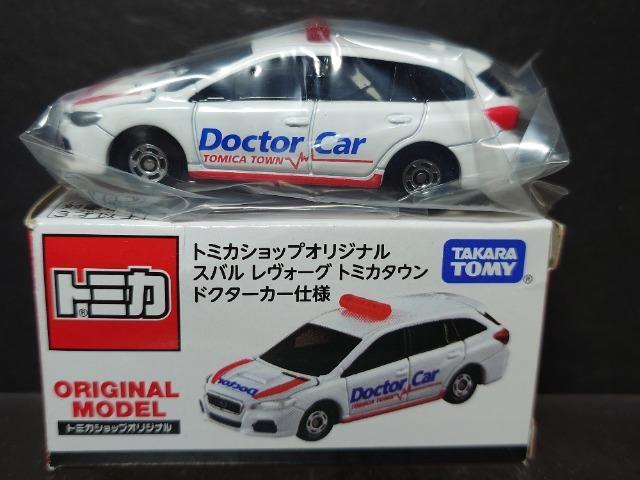 Doctor Car
TOMICA TOWN
トミカ
®
ORIGINAL
MODEL
トミカショップオリジナル
トミカショップオリジナル
スバル レヴォーグ トミカタウン
ドクターカー仕様
TAKARA
TOMY
®
Doctor
Doctor Car
TOMICA TOWN